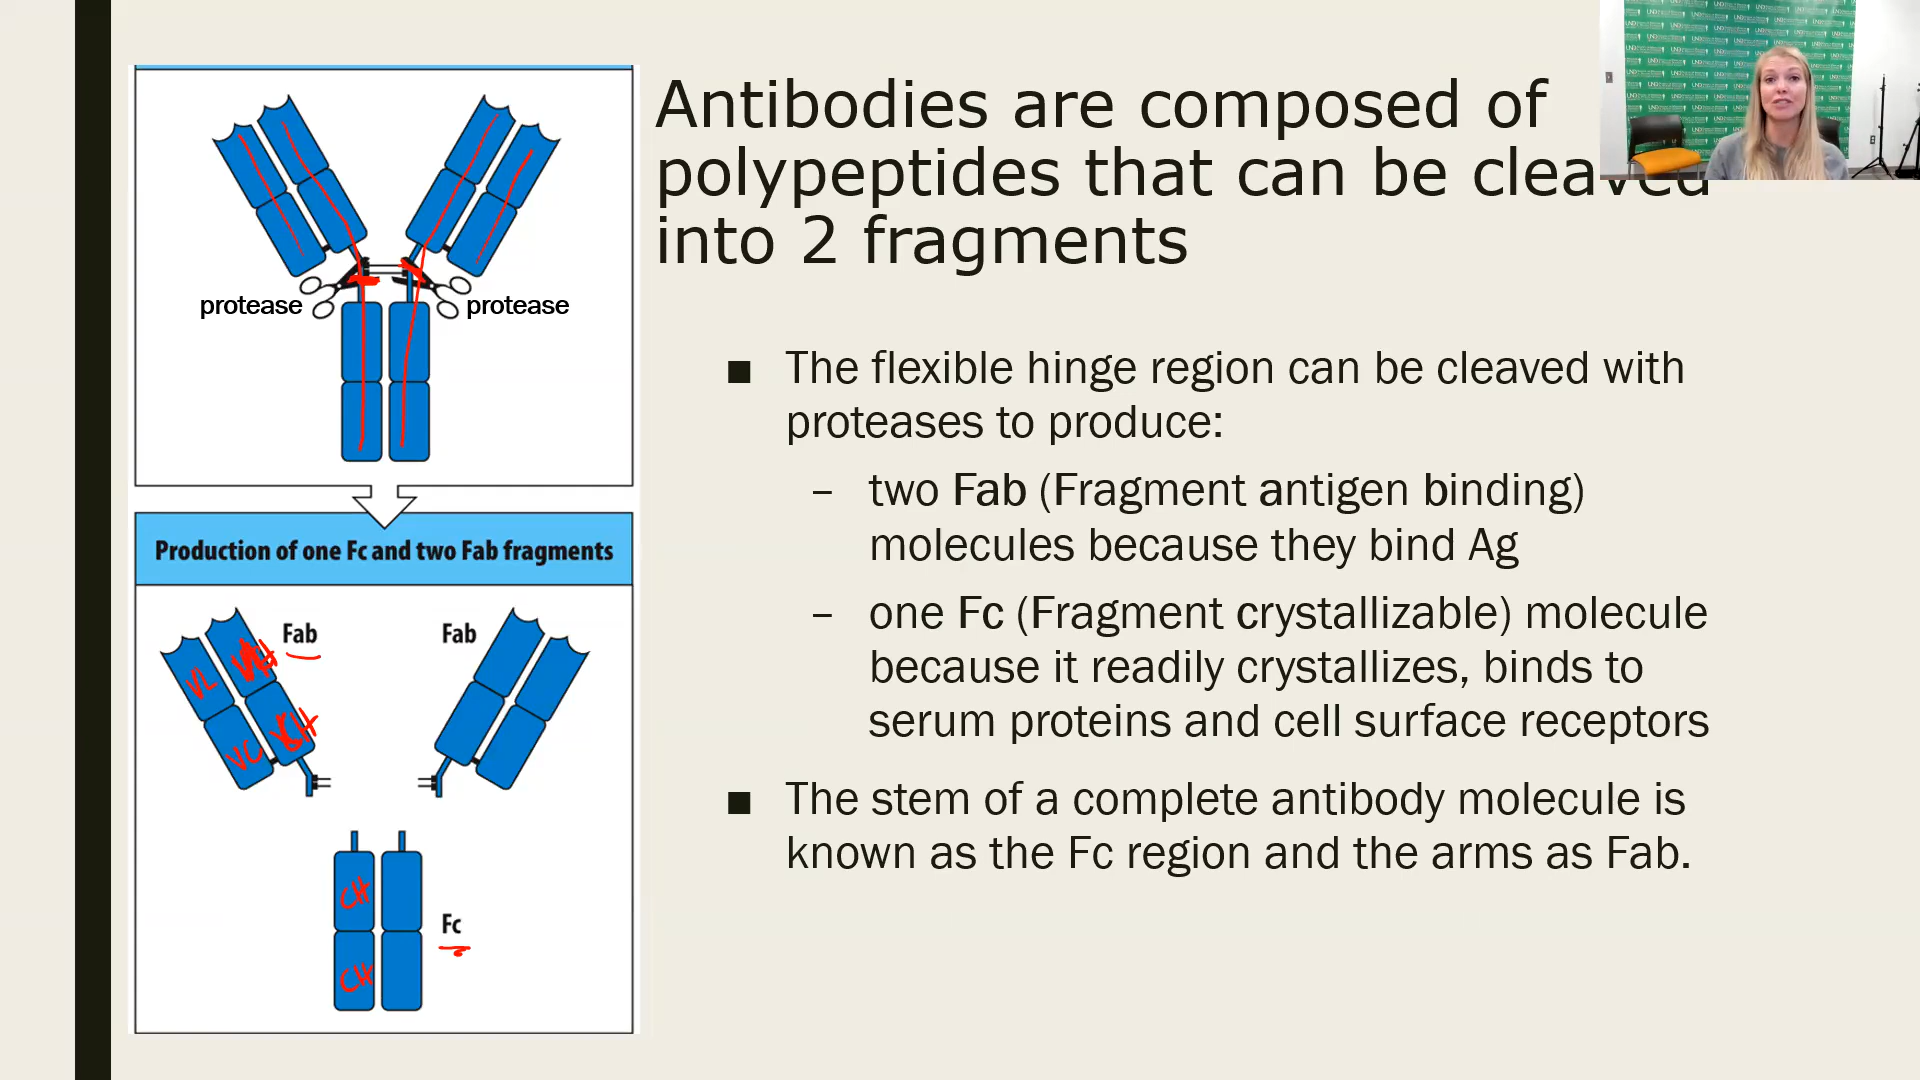 Antibodies are composed of
polypeptides that can be cleaved
into 2 fragments
protease
protease
■ The flexible hinge region can be cleaved with
proteases to produce:
– two Fab (Fragment antigen binding)
molecules because they bind Ag
– one Fc (Fragment crystallizable) molecule
because it readily crystallizes, binds to
serum proteins and cell surface receptors
■ The stem of a complete antibody molecule is
known as the Fc region and the arms as Fab.
Production of one Fc and two Fab fragments
Fab
Fab
VL
VC
CH
CH
Fc